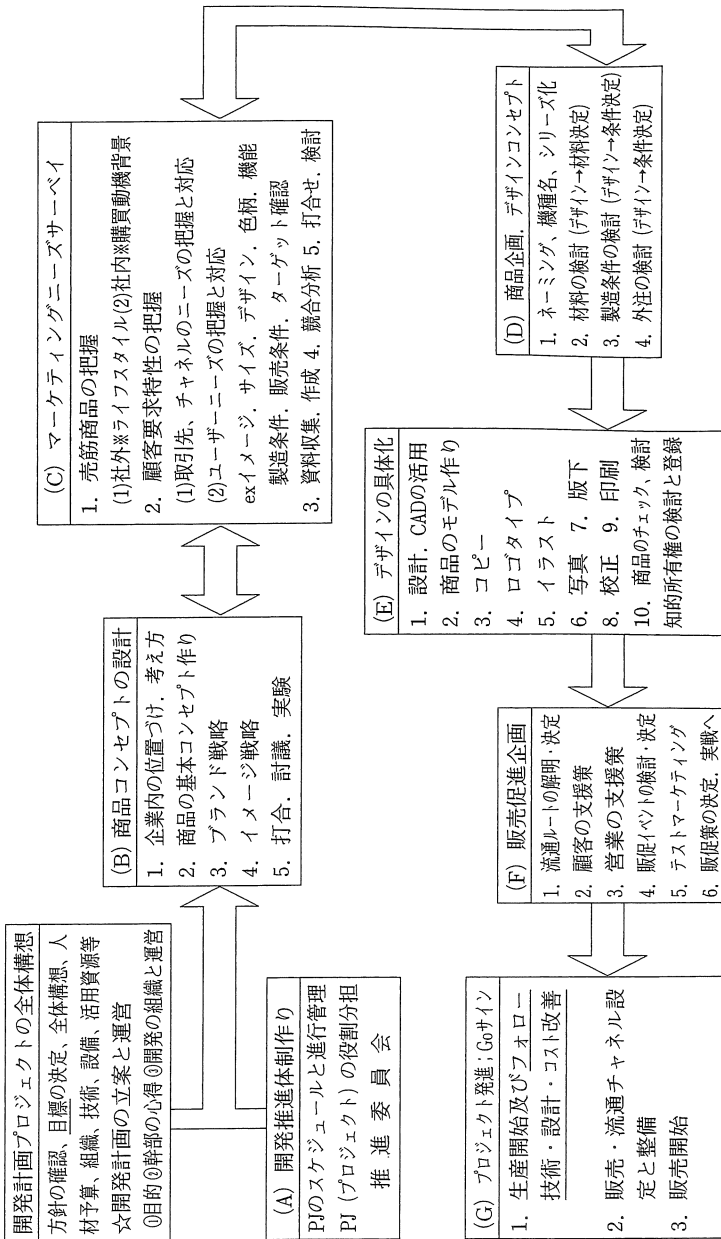 開発計画プロジェクトの全体構想
方針の確認、目標の決定、全体構想、人
材予算、組織、技術、設備、活用資源等
☆開発計画の立案と運営
①目的②幹部の心得③開発の組織と運営
(A) 開発推進体制作り
PJのスケジュールと進行管理
PJ (プロジェクト) の役割分担
推進委員会
(B) 商品コンセプトの設計
1. 企業内の位置づけ．考え方
2. 商品の基本コンセプト作り
3. ブランド戦略
4. イメージ戦略
5. 打合．討議．実験
(C) マーケティングニーズサーベイ
1. 売筋商品の把握
(1)社外※ライフスタイル(2)社内※購買動機背景
2. 顧客要求特性の把握
(1)取引先、チャネルのニーズの把握と対応
(2)ユーザーニーズの把握と対応
exイメージ．サイズ．デザイン．色柄．機能
製造条件．販売条件．ターゲット確認
3. 資料収集．作成 4. 競合分析 5. 打合せ．検討
(D) 商品企画．デザインコンセプト
1. ネーミング、機種名、シリーズ化
2. 材料の検討 (デザイン→材料決定)
3. 製造条件の検討 (デザイン→条件決定)
4. 外注の検討 (デザイン→条件決定)
(E) デザインの具体化
1. 設計．CADの活用
2. 商品のモデル作り
3. コピー
4. ロゴタイプ
5. イラスト
6. 写真 7. 版下
8. 校正 9. 印刷
10. 商品のチェック、検討
知的所有権の検討と登録
(F) 販売促進企画
1. 流通ルートの解明・決定
2. 顧客の支援策
3. 営業の支援策
4. 販促イベントの検討・決定
5. テストマーケティング
6. 販促策の決定．実戦へ
(G) プロジェクト発進；Goサイン
1. 生産開始及びフォロー
技術・設計・コスト改善
2. 販売・流通チャネル設
定と整備
3. 販売開始